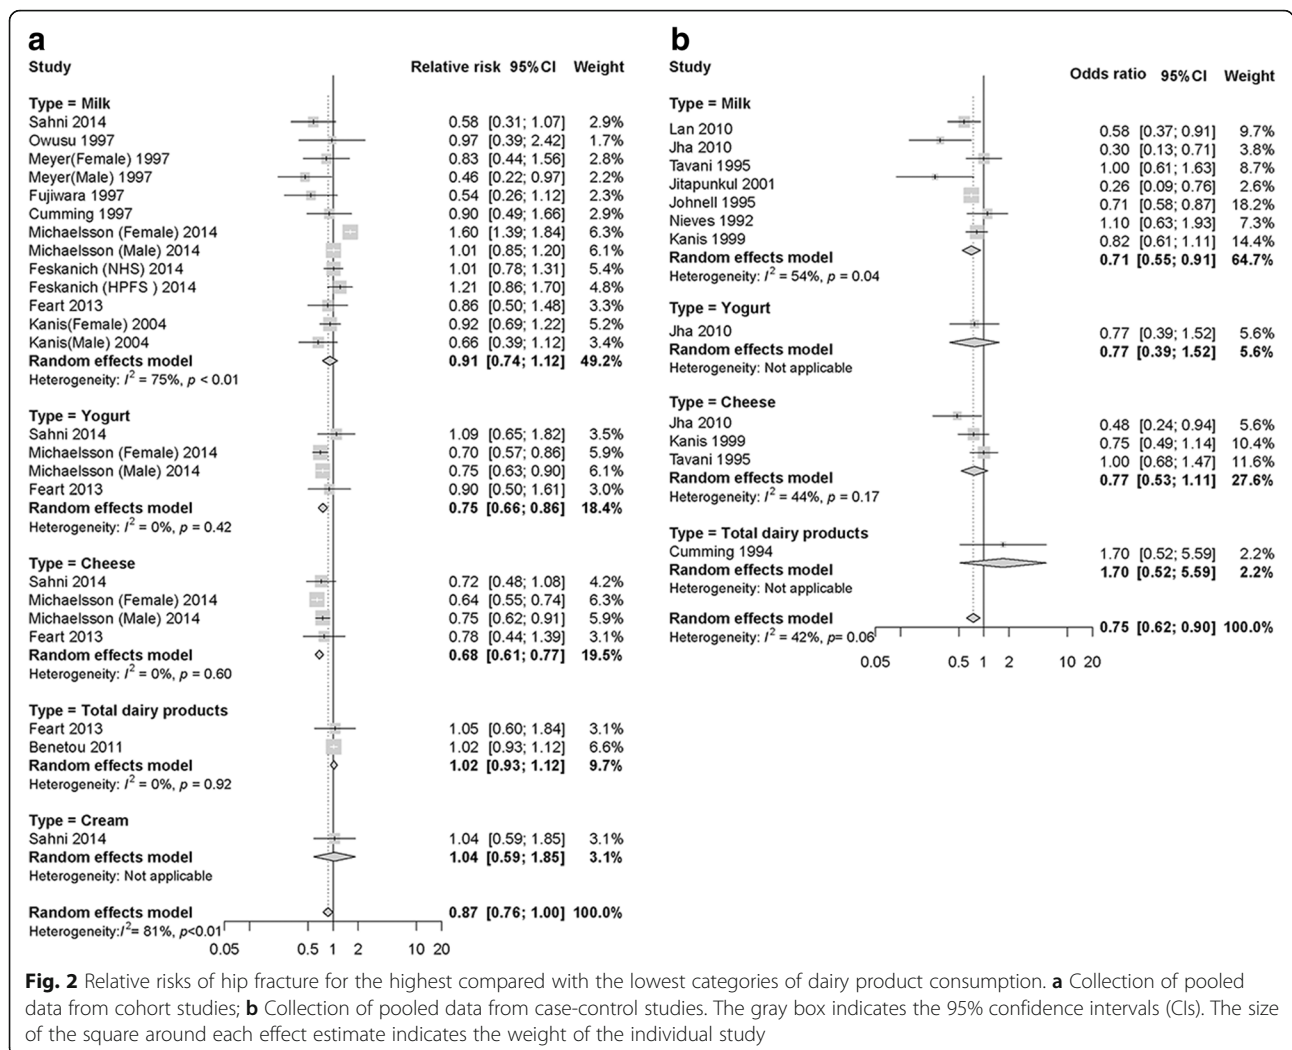 a
Study Relative risk 95%CI Weight
Type = Milk
Sahni 2014 0.58 [0.31; 1.07] 2.9%
Owusu 1997 0.97 [0.39; 2.42] 1.7%
Meyer(Female) 1997 0.83 [0.44; 1.56] 2.8%
Meyer(Male) 1997 0.46 [0.22; 0.97] 2.2%
Fujiwara 1997 0.54 [0.26; 1.12] 2.3%
Cumming 1997 0.90 [0.49; 1.66] 2.9%
Michaelsson (Female) 2014 1.60 [1.39; 1.84] 6.3%
Michaelsson (Male) 2014 1.01 [0.85; 1.20] 6.1%
Feskanich (NHS) 2014 1.01 [0.78; 1.31] 5.4%
Feskanich (HPFS ) 2014 1.21 [0.86; 1.70] 4.8%
Feart 2013 0.86 [0.50; 1.48] 3.3%
Kanis(Female) 2004 0.92 [0.69; 1.22] 5.2%
Kanis(Male) 2004 0.66 [0.39; 1.12] 3.4%
Random effects model 0.91 [0.74; 1.12] 49.2%
Heterogeneity: I² = 75%, p < 0.01
Type = Yogurt
Sahni 2014 1.09 [0.65; 1.82] 3.5%
Michaelsson (Female) 2014 0.70 [0.57; 0.86] 5.9%
Michaelsson (Male) 2014 0.75 [0.63; 0.90] 6.1%
Feart 2013 0.90 [0.50; 1.61] 3.0%
Random effects model 0.75 [0.66; 0.86] 18.4%
Heterogeneity: I² = 0%, p = 0.42
Type = Cheese
Sahni 2014 0.72 [0.48; 1.08] 4.2%
Michaelsson (Female) 2014 0.64 [0.55; 0.74] 6.3%
Michaelsson (Male) 2014 0.75 [0.62; 0.91] 5.9%
Feart 2013 0.78 [0.44; 1.39] 3.1%
Random effects model 0.68 [0.61; 0.77] 19.5%
Heterogeneity: I² = 0%, p = 0.60
Type = Total dairy products
Feart 2013 1.05 [0.60; 1.84] 3.1%
Benetou 2011 1.02 [0.93; 1.12] 6.6%
Random effects model 1.02 [0.93; 1.12] 9.7%
Heterogeneity: I² = 0%, p = 0.92
Type = Cream
Sahni 2014 1.04 [0.59; 1.85] 3.1%
Random effects model 1.04 [0.59; 1.85] 3.1%
Heterogeneity: Not applicable
Random effects model 0.87 [0.76; 1.00] 100.0%
Heterogeneity:I²= 81%, p<0.01
0.05 0.5 1 2 10 20
b
Study Odds ratio 95%CI Weight
Type = Milk
Lan 2010 0.58 [0.37; 0.91] 9.7%
Jha 2010 0.30 [0.13; 0.71] 3.8%
Tavani 1995 1.00 [0.61; 1.63] 8.7%
Jitapunkul 2001 0.26 [0.09; 0.76] 2.6%
Johnell 1995 0.71 [0.58; 0.87] 18.2%
Nieves 1992 1.10 [0.63; 1.93] 7.3%
Kanis 1999 0.82 [0.61; 1.11] 14.4%
Random effects model 0.71 [0.55; 0.91] 64.7%
Heterogeneity: I² = 54%, p = 0.04
Type = Yogurt
Jha 2010 0.77 [0.39; 1.52] 5.6%
Random effects model 0.77 [0.39; 1.52] 5.6%
Heterogeneity: Not applicable
Type = Cheese
Jha 2010 0.48 [0.24; 0.94] 5.6%
Kanis 1999 0.75 [0.49; 1.14] 10.4%
Tavani 1995 1.00 [0.68; 1.47] 11.6%
Random effects model 0.77 [0.53; 1.11] 27.6%
Heterogeneity: I² = 44%, p = 0.17
Type = Total dairy products
Cumming 1994 1.70 [0.52; 5.59] 2.2%
Random effects model 1.70 [0.52; 5.59] 2.2%
Heterogeneity: Not applicable
Random effects model 0.75 [0.62; 0.90] 100.0%
Heterogeneity: I² = 42%, p= 0.06
0.05 0.5 1 2 10 20
Fig. 2 Relative risks of hip fracture for the highest compared with the lowest categories of dairy product consumption. a Collection of pooled
data from cohort studies; b Collection of pooled data from case-control studies. The gray box indicates the 95% confidence intervals (CIs). The size
of the square around each effect estimate indicates the weight of the individual study